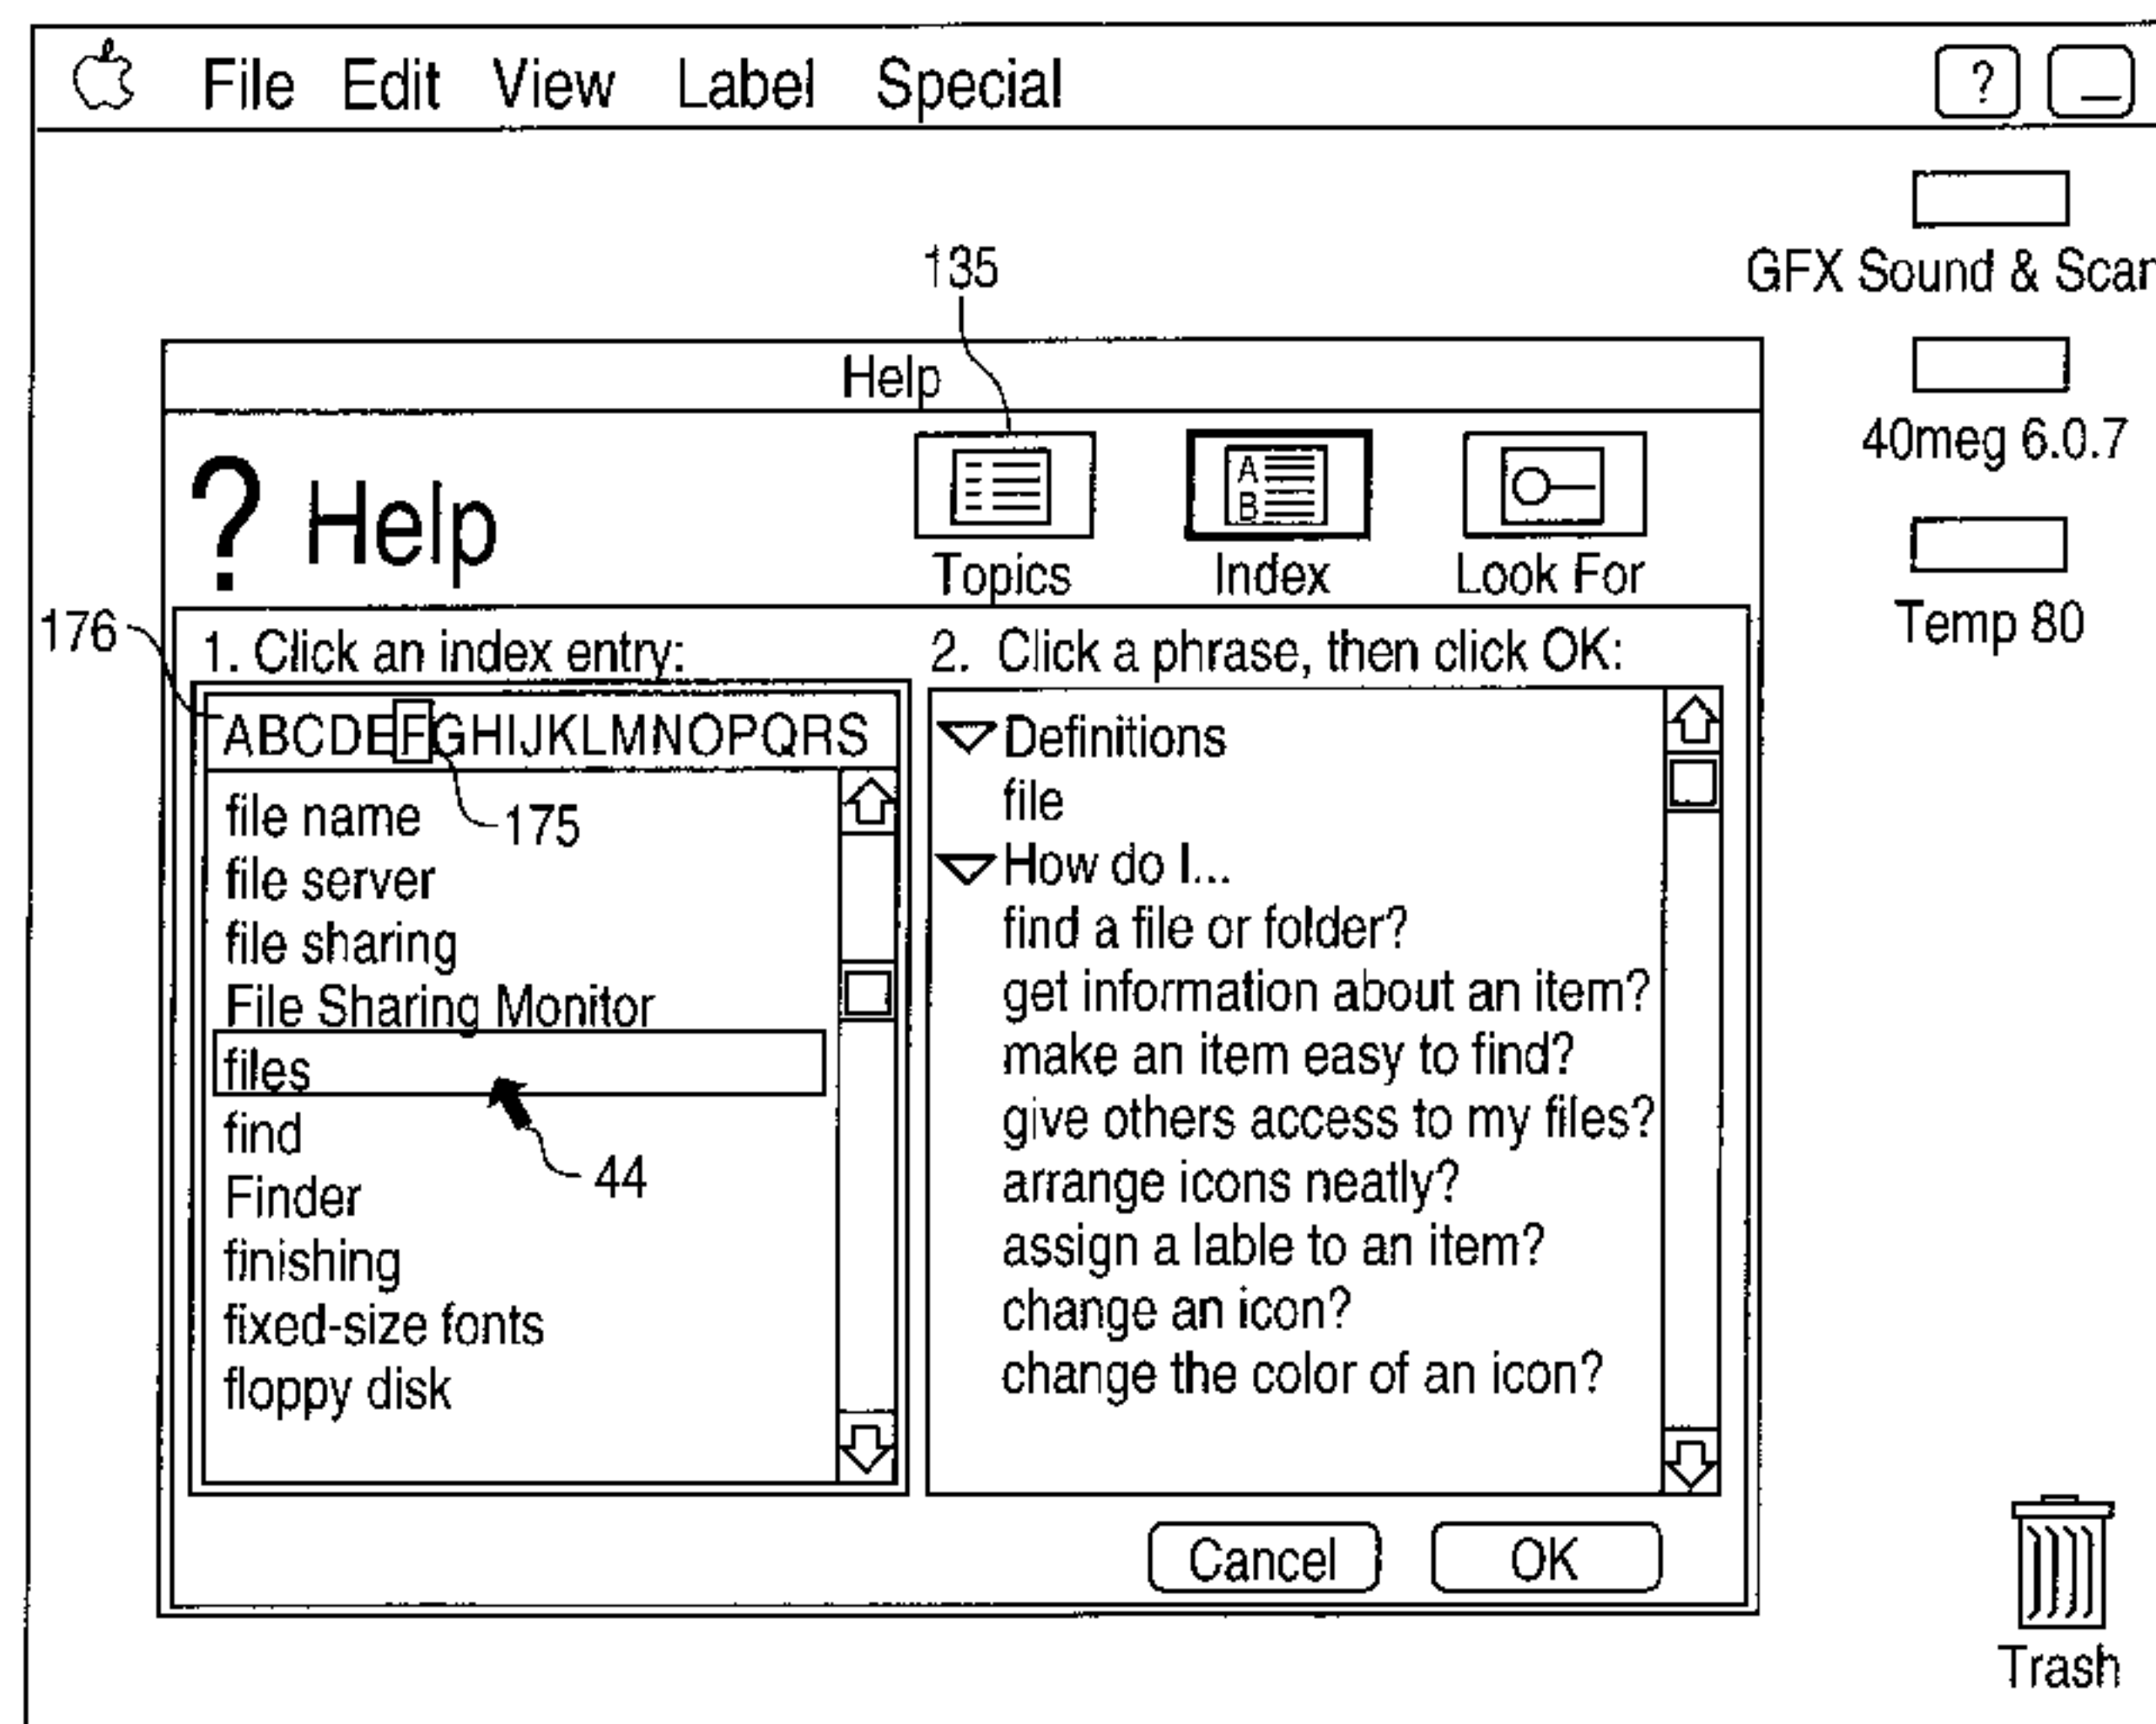 File Edit View Label Special ?
GFX Sound & Scan
135
Help
40meg 6.0.7
? Help
A
B
Topics Index Look For
Temp 80
176
1. Click an index entry:
2. Click a phrase, then click OK:
ABCDEFGHIJKLMNOPQRS
175
file name
file server
file sharing
File Sharing Monitor
files
find
44
Finder
finishing
fixed-size fonts
floppy disk
Definitions
file
How do I...
find a file or folder?
get information about an item?
make an item easy to find?
give others access to my files?
arrange icons neatly?
assign a lable to an item?
change an icon?
change the color of an icon?
Cancel OK
Trash